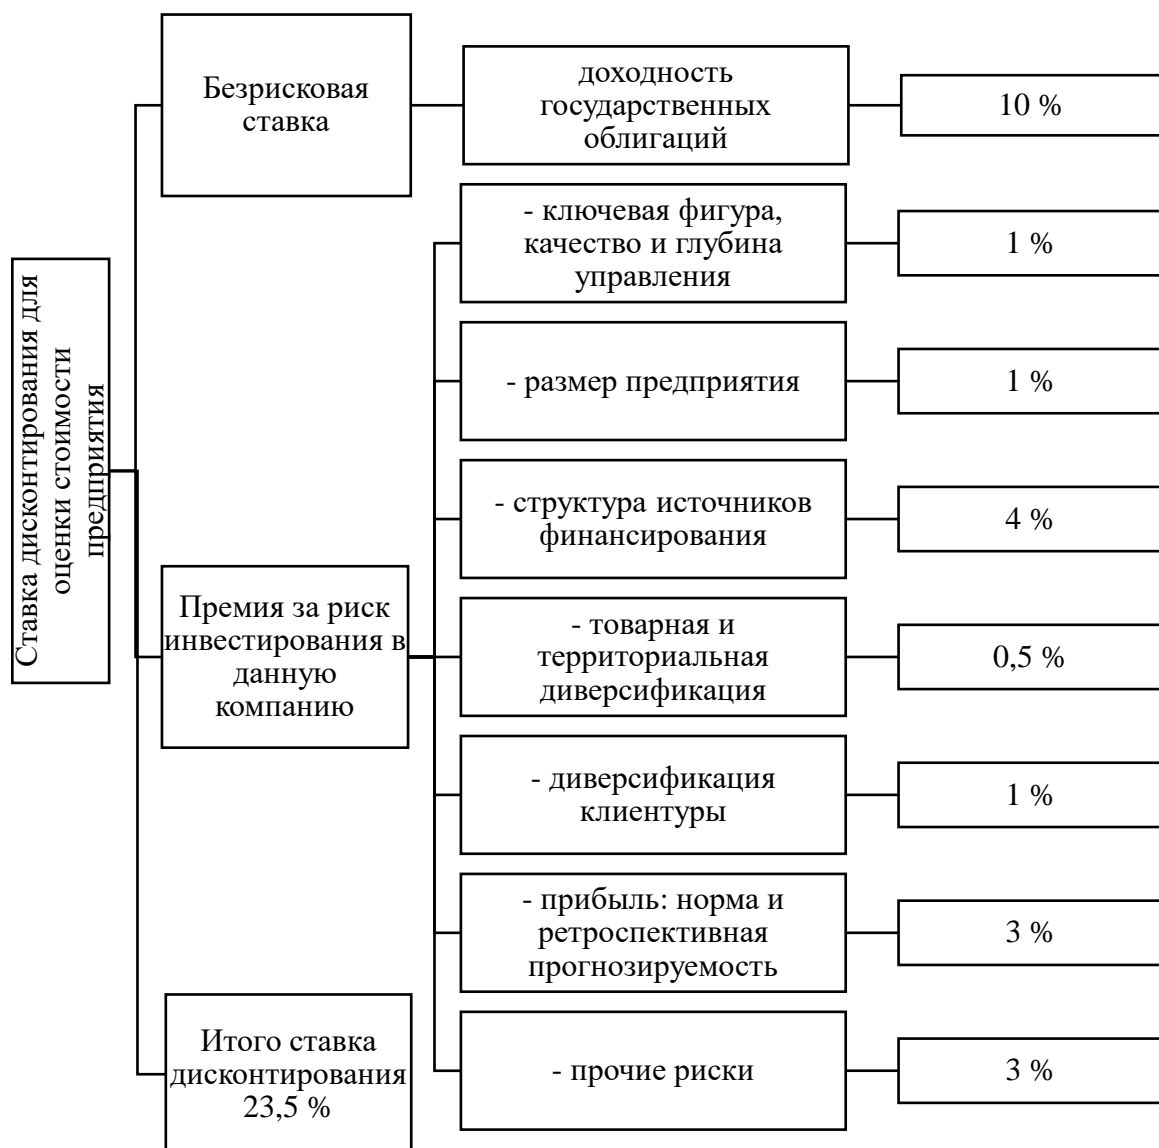 Ставка дисконтирования для
оценки стоимости
предприятия
Безрисковая
ставка
доходность
государственных
облигаций
10 %
Премия за риск
инвестирования в
данную
компанию
- ключевая фигура,
качество и глубина
управления
1 %
- размер предприятия
1 %
- структура источников
финансирования
4 %
- товарная и
территориальная
диверсификация
0,5 %
- диверсификация
клиентуры
1 %
- прибыль: норма и
ретроспективная
прогнозируемость
3 %
- прочие риски
3 %
Итого ставка
дисконтирования
23,5 %